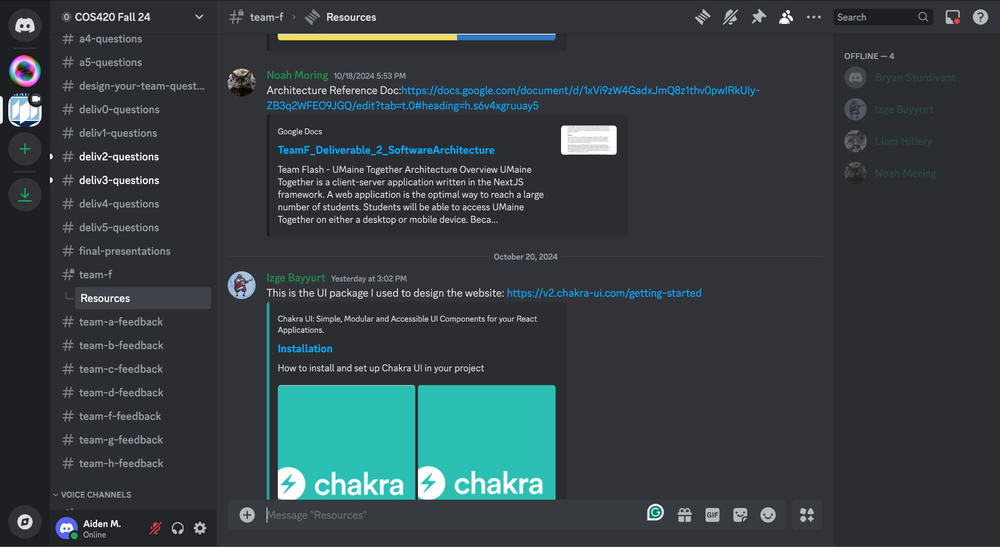 COS420 Fall 24
a4-questions
a5-questions
design-your-team-quest...
deliv0-questions
deliv1-questions
deliv2-questions
deliv3-questions
deliv4-questions
deliv5-questions
final-presentations
team-f
Resources
team-a-feedback
team-b-feedback
team-c-feedback
team-d-feedback
team-f-feedback
team-g-feedback
team-h-feedback
VOICE CHANNELS
Aiden M.
Online
team-f › Resources
Search
Noah Moring 10/18/2024 5:53 PM
Architecture Reference Doc:https://docs.google.com/document/d/1xVi9zW4GadxJmQ8z1thv0pwIRkUIy-
ZB3q2WFEO9JGQ/edit?tab=t.0#heading=h.s6v4xgruuay5
Google Docs
TeamF_Deliverable_2_SoftwareArchitecture
Team Flash - UMaine Together Architecture Overview UMaine
Together is a client-server application written in the NextJS
framework. A web application is the optimal way to reach a large
number of students. Students will be able to access UMaine
Together on either a desktop or mobile device. Beca...
October 20, 2024
Izge Bayyurt Yesterday at 3:02 PM
This is the UI package I used to design the website: https://v2.chakra-ui.com/getting-started
Chakra UI: Simple, Modular and Accessible UI Components for your React
Applications.
Installation
How to install and set up Chakra UI in your project
chakra chakra
Message "Resources"
GIF
OFFLINE — 4
Bryan Sturdivant
Izge Bayyurt
Liam Hillery
Noah Moring